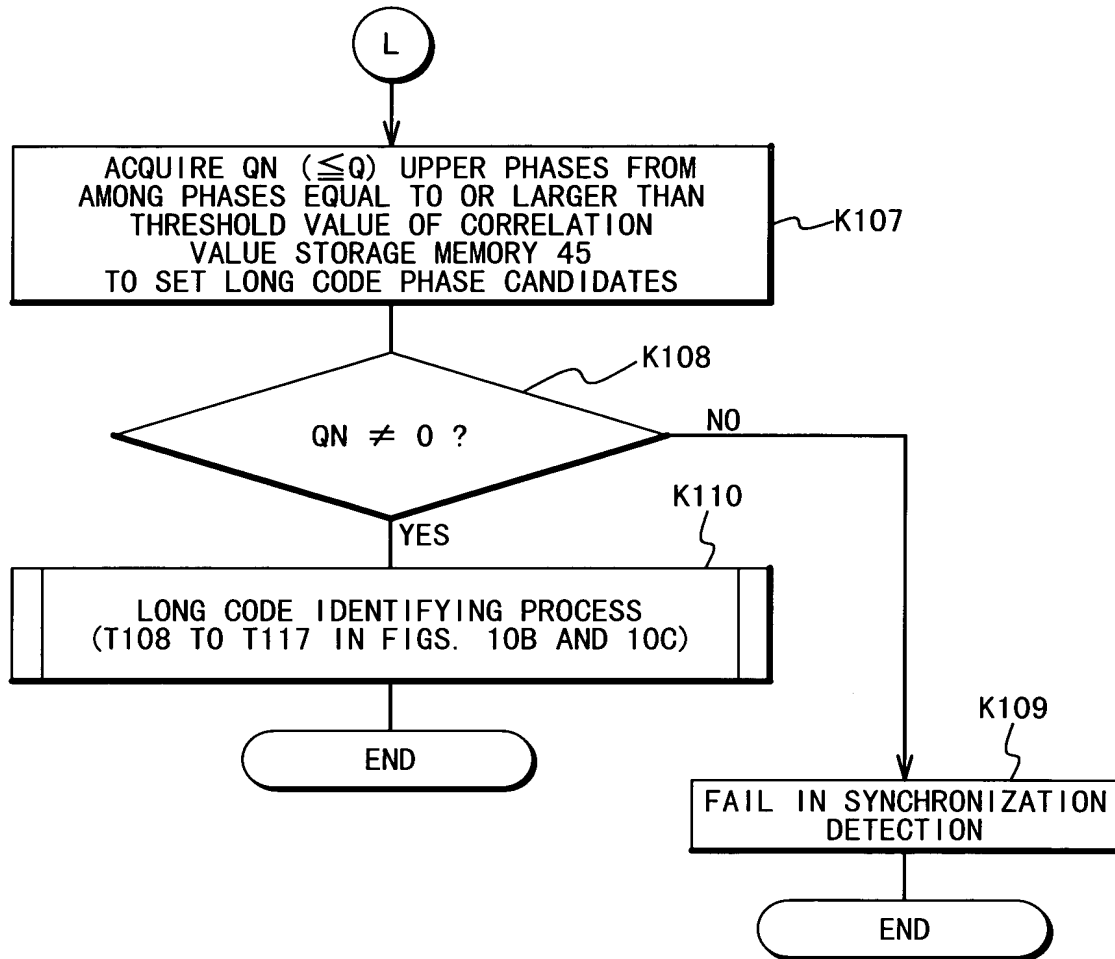 L
ACQUIRE QN (≦Q) UPPER PHASES FROM
AMONG PHASES EQUAL TO OR LARGER THAN
THRESHOLD VALUE OF CORRELATION
VALUE STORAGE MEMORY 45
TO SET LONG CODE PHASE CANDIDATES
K107
K108
QN ≠ 0 ?
NO
YES
K110
LONG CODE IDENTIFYING PROCESS
(T108 TO T117 IN FIGS. 10B AND 10C)
END
K109
FAIL IN SYNCHRONIZATION
DETECTION
END